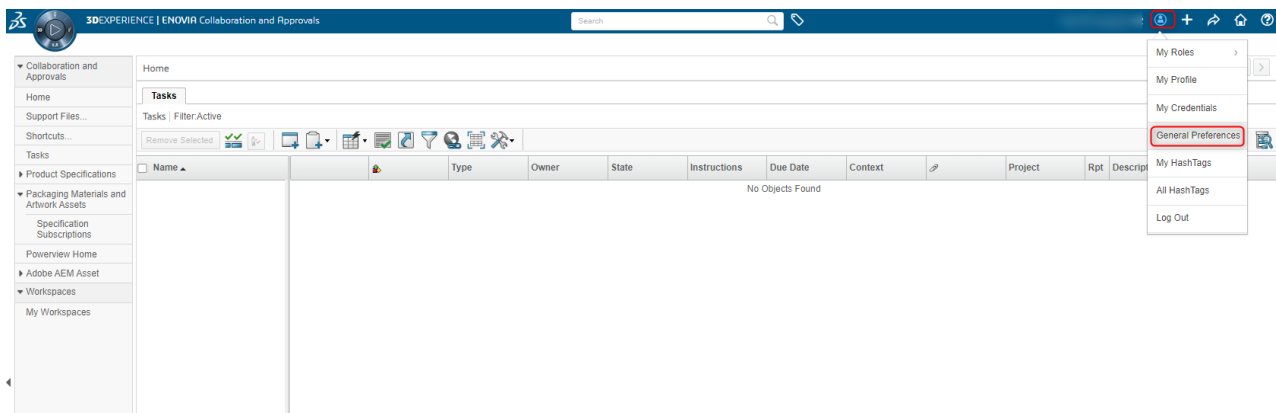 3DEXPERIENCE | ENOVIA Collaboration and Approvals
Search
Collaboration and
Approvals
Home
Support Files...
Shortcuts...
Tasks
Product Specifications
Packaging Materials and
Artwork Assets
Specification
Subscriptions
Powerview Home
Adobe AEM Asset
Workspaces
My Workspaces
Home
Tasks
Tasks | Filter:Active
Remove Selected
Name Type Owner State Instructions Due Date Context Project Rpt Descript
No Objects Found
My Roles
My Profile
My Credentials
General Preferences
My HashTags
All HashTags
Log Out